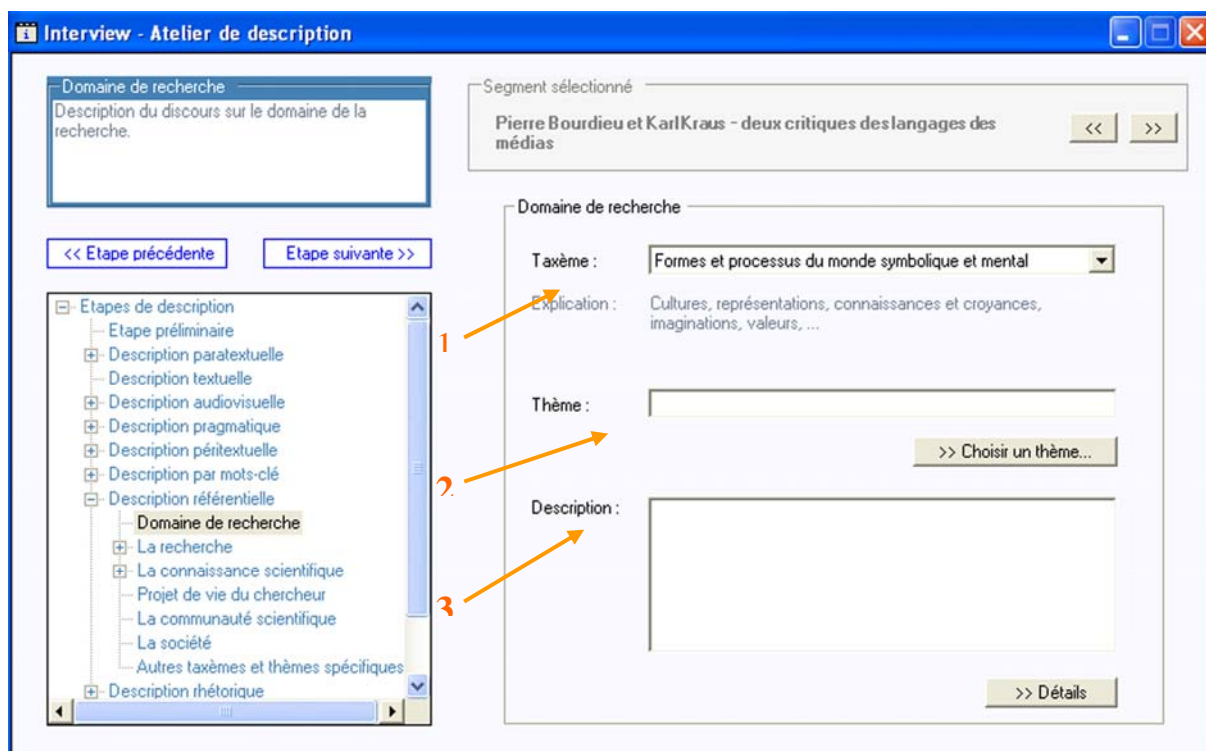 Interview - Atelier de description
Domaine de recherche
Description du discours sur le domaine de la
recherche.
<< Etape précédente
Etape suivante >>
Etapes de description
Etape préliminaire
Description paratextuelle
Description textuelle
Description audiovisuelle
Description pragmatique
Description péritextuelle
Description par mots-clé
Description référentielle
Domaine de recherche
La recherche
La connaissance scientifique
Projet de vie du chercheur
La communauté scientifique
La société
Autres taxèmes et thèmes spécifiques
Description rhétorique
Segment sélectionné
Pierre Bourdieu et Karl Kraus - deux critiques des langages des
médias
<<
>>
Domaine de recherche
Taxème :
Formes et processus du monde symbolique et mental
Explication :
Cultures, représentations, connaissances et croyances,
imaginations, valeurs, ...
1
Thème :
>> Choisir un thème...
2
Description :
3
>> Détails